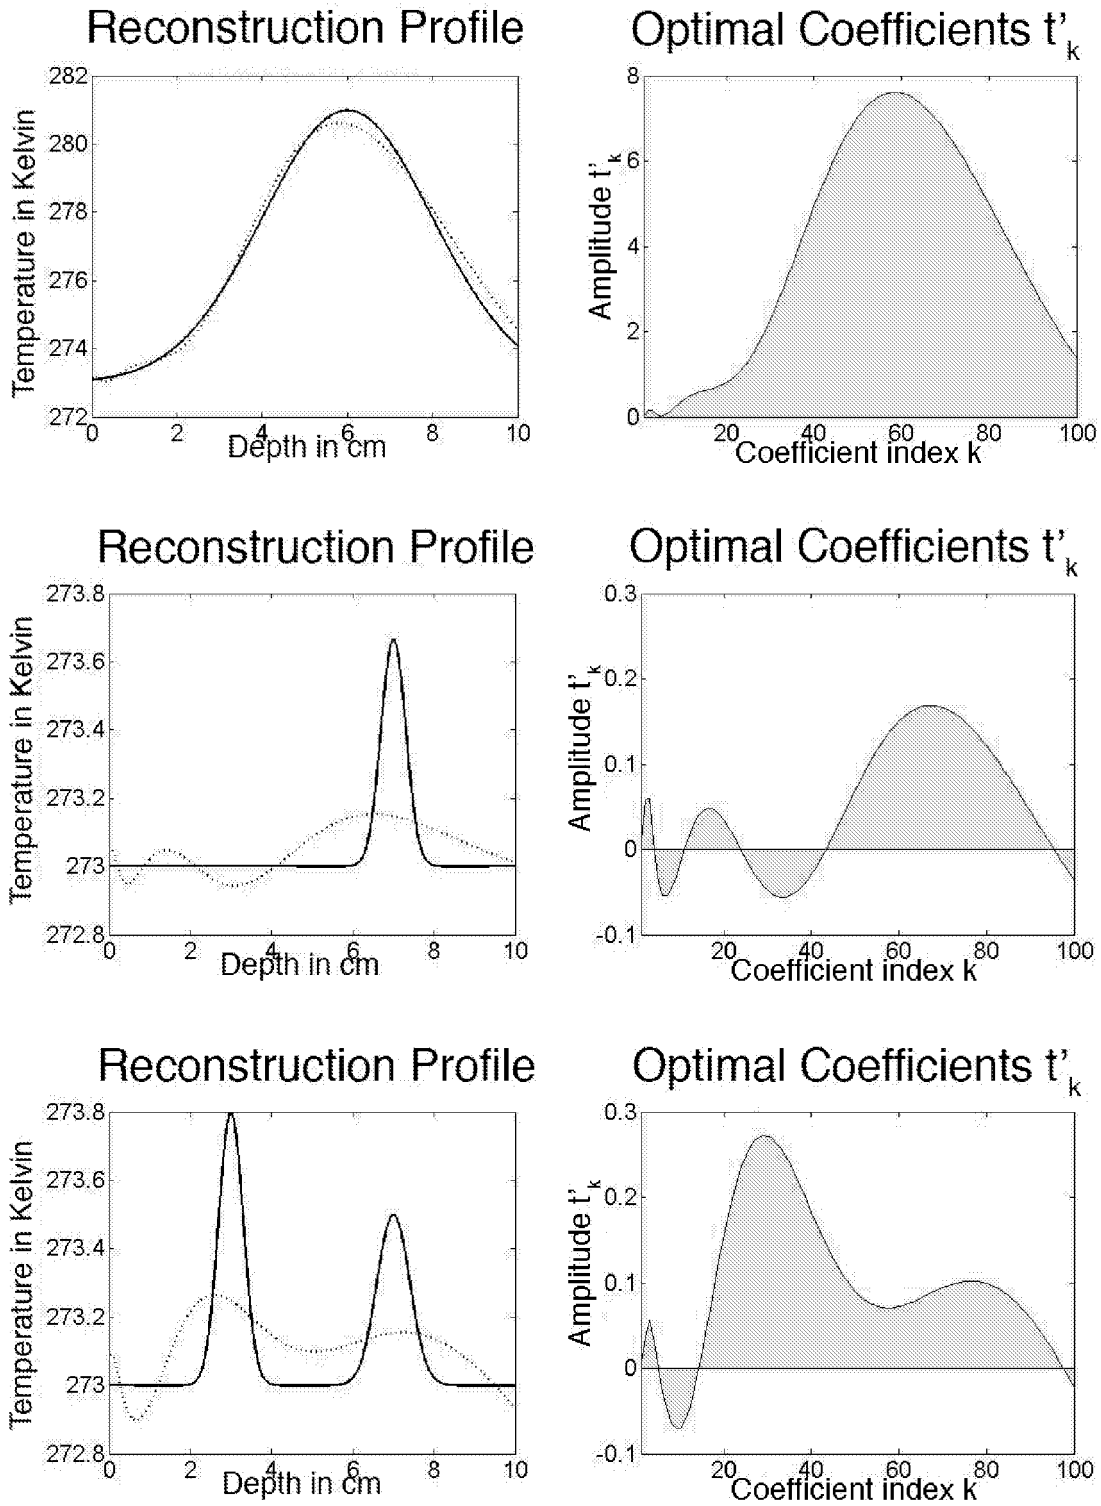 Reconstruction Profile
Optimal Coefficients t'k
Temperature in Kelvin
282
280
278
276
274
272
0 2 4 6 8 10
Depth in cm
Amplitude t'k
8
6
4
2
0
20 40 60 80 100
Coefficient index k
Reconstruction Profile
Optimal Coefficients t'k
Temperature in Kelvin
273.8
273.6
273.4
273.2
273
272.8
0 2 4 6 8 10
Depth in cm
Amplitude t'k
0.3
0.2
0.1
0
-0.1
20 40 60 80 100
Coefficient index k
Reconstruction Profile
Optimal Coefficients t'k
Temperature in Kelvin
273.8
273.6
273.4
273.2
273
272.8
0 2 4 6 8 10
Depth in cm
Amplitude t'k
0.3
0.2
0.1
0
-0.1
20 40 60 80 100
Coefficient index k